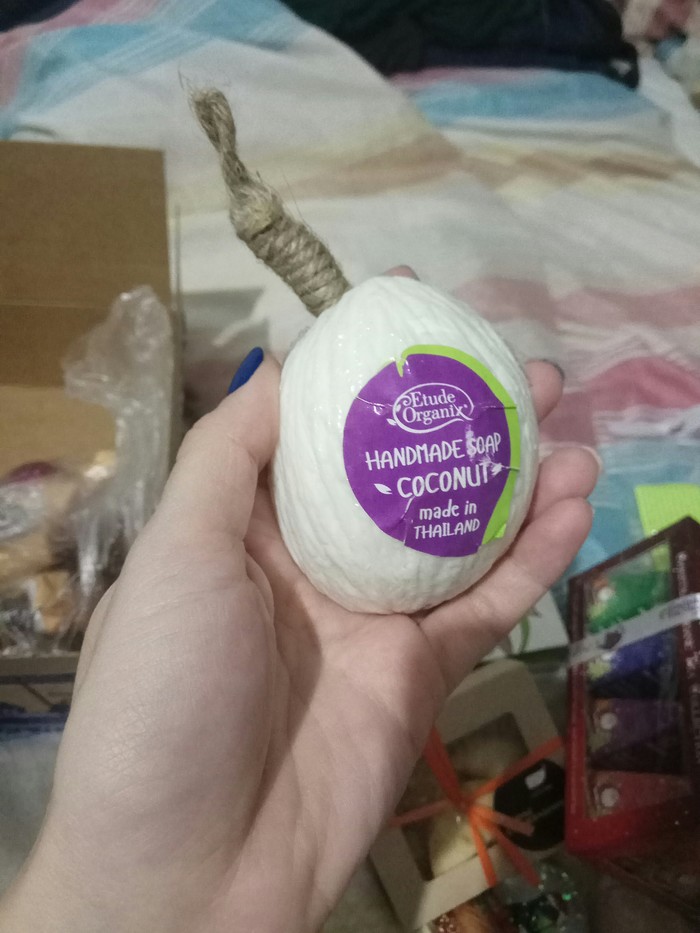 Etude
Organix
HANDMADE SOAP
COCONUT
made in
THAILAND